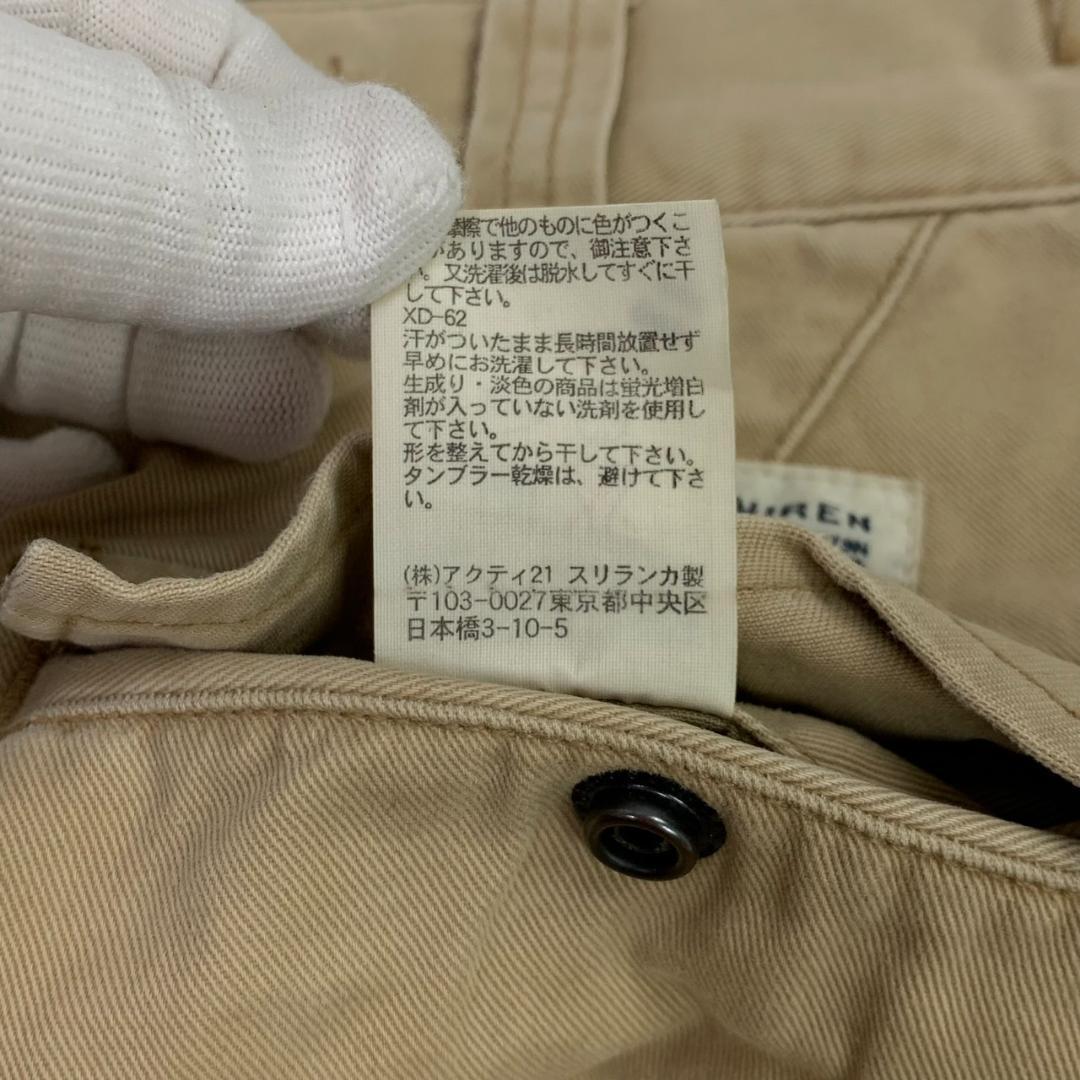 摩擦で他のものに色がつくこ
がありますので、御注意下さ
い。又洗濯後は脱水してすぐに干
して下さい。
XD-62
汗がついたまま長時間放置せず
早めにお洗濯して下さい。
生成り・淡色の商品は蛍光増白
剤が入っていない洗剤を使用し
て下さい。
形を整えてから干して下さい。
タンブラー乾燥は、避けて下さ
い。
(株)アクティ21 スリランカ製
〒103-0027東京都中央区
日本橋3-10-5